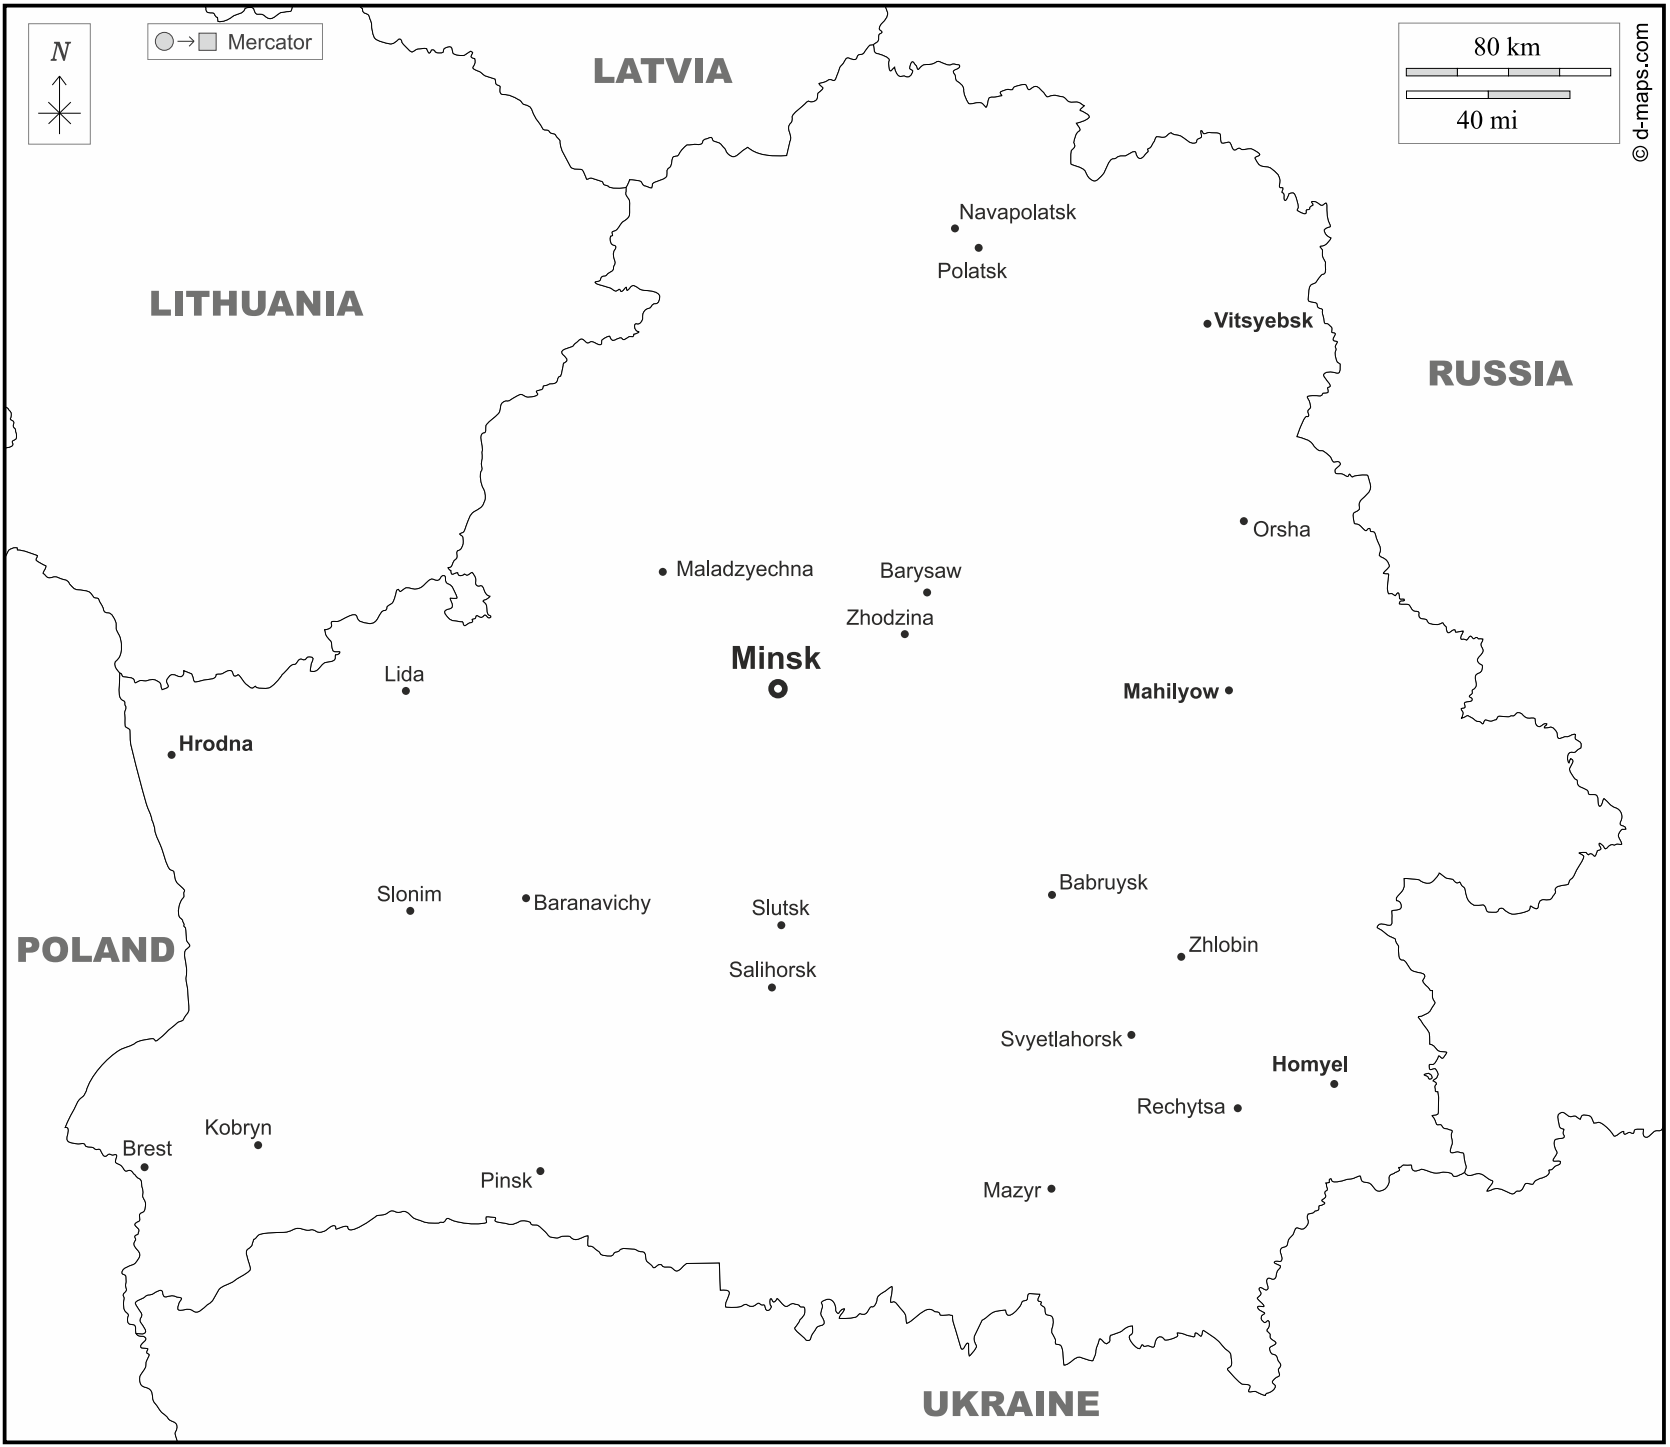 N
Mercator
LATVIA
80 km
40 mi
© d-maps.com
Navapolatsk
Polatsk
LITHUANIA
Vitsyebsk
RUSSIA
Orsha
Maladzyechna
Barysaw
Zhodzina
Minsk
Lida
Mahilyow
Hrodna
Babruysk
Slonim
Baranavichy
Slutsk
Zhlobin
POLAND
Salihorsk
Svyetlahorsk
Homyel
Rechytsa
Kobryn
Brest
Pinsk
Mazyr
UKRAINE